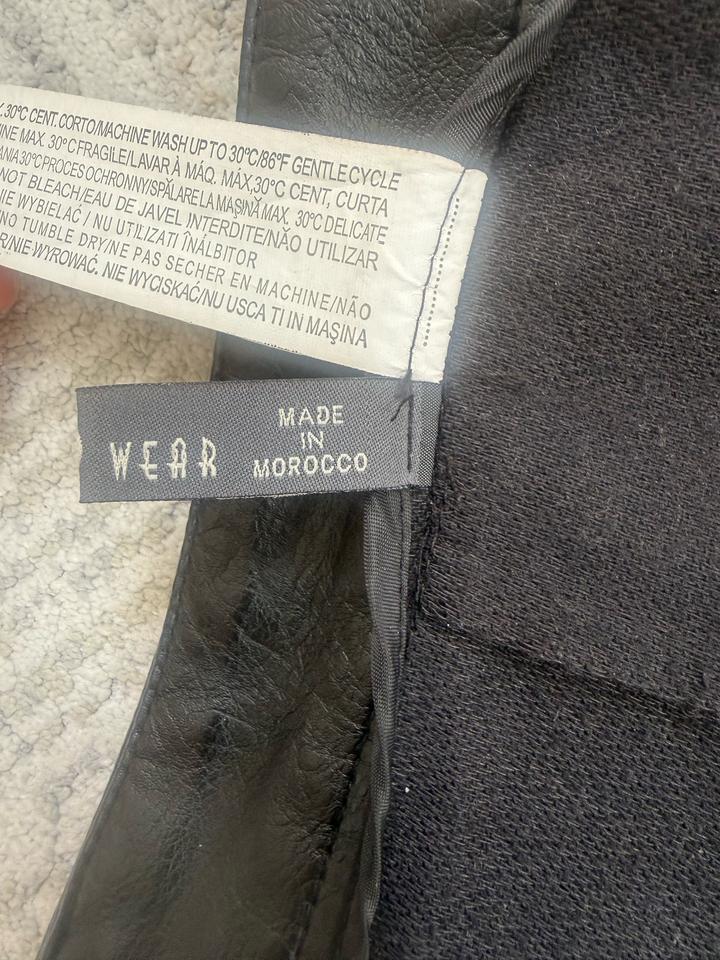 30°C CENT. CORTO/MACHINE WASH UP TO 30°C/86°F GENTLE CYCLE
MAX. 30°C FRAGILE/LAVAR À MÁQ. MÁX,30°C CENT, CURTA
30°C PROCES OCHRONNY/SPĂLARE LA MAŞINĂ MAX. 30°C DELICATE
NOT BLEACH/EAU DE JAVEL INTERDITE/NÃO UTILIZAR
NIE WYBIELAĆ / NU UTILIZATI ÎNĂLBITOR
NO TUMBLE DRY/NE PAS SECHER EN MACHINE/NÃO
WYROWAĆ. NIE WYCISKAĆ/NU USCA TI IN MAŞINA
WEAR
MADE
IN
MOROCCO